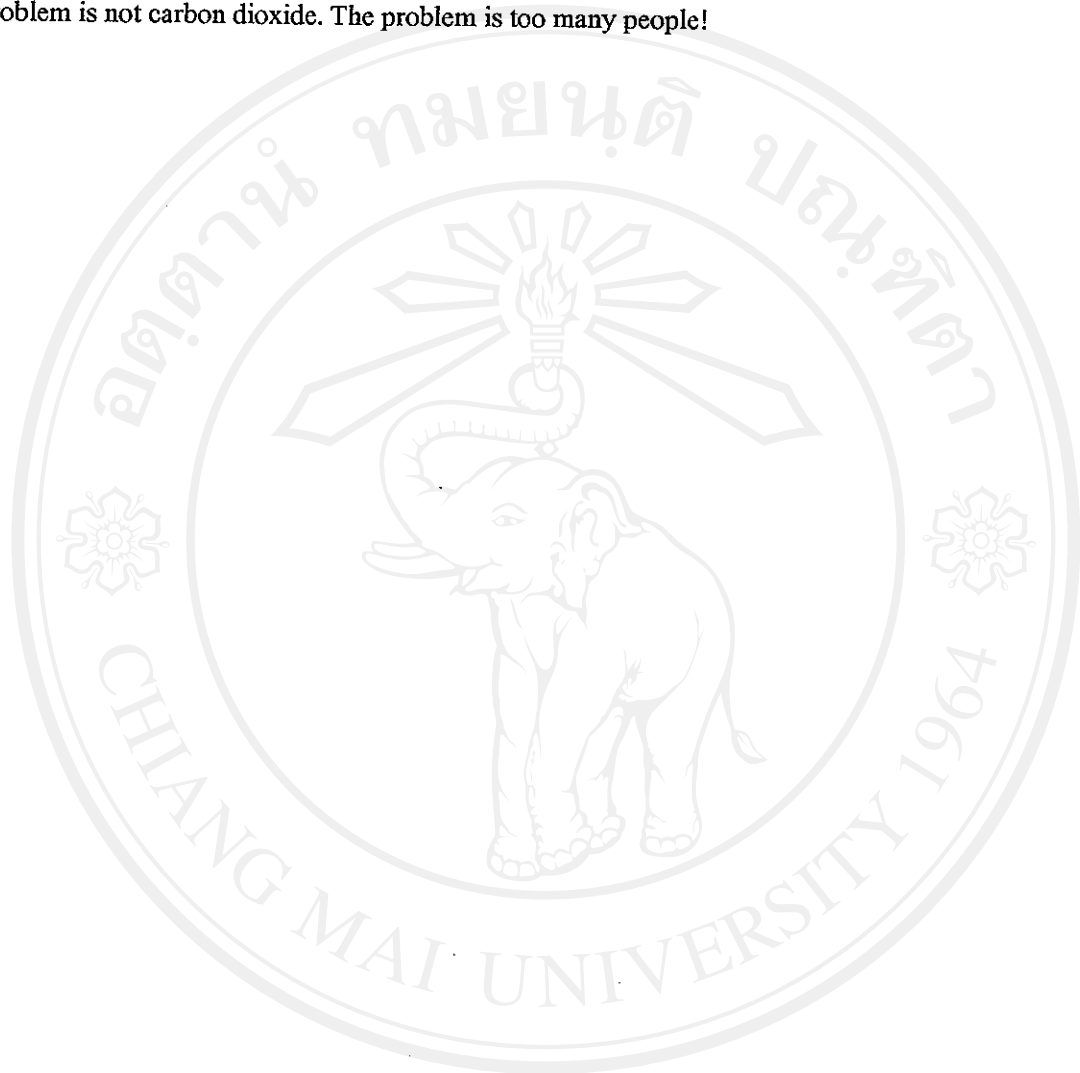 oblem is not carbon dioxide. The problem is too many people!
อตฺตานํ ทมยนฺติ ปณฺฑิตา
CHIANG MAI UNIVERSITY 1964